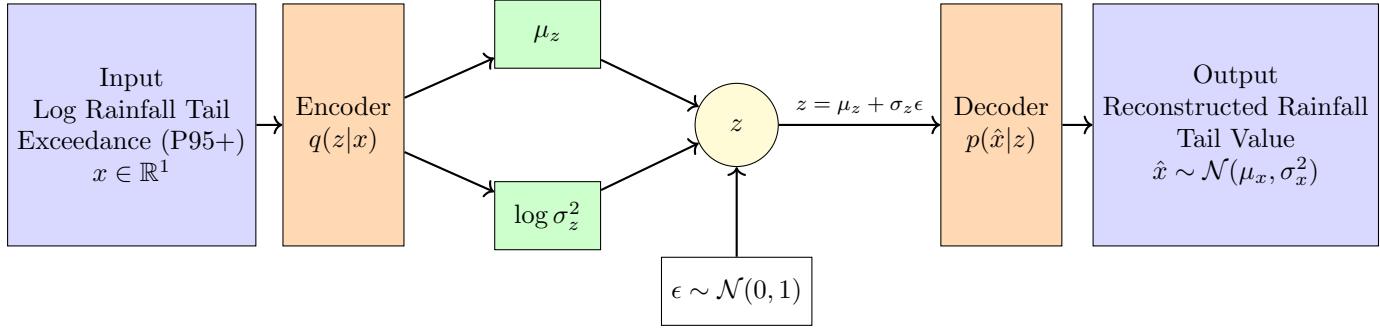 Input
Log Rainfall Tail
Exceedance (P95+)
x ∈ ℝ¹
Encoder
q(z|x)
μ_z
log σ_z²
z
ϵ ∼ 𝒩(0, 1)
z = μ_z + σ_zϵ
Decoder
p(x̂|z)
Output
Reconstructed Rainfall
Tail Value
x̂ ∼ 𝒩(μ_x, σ_x²)